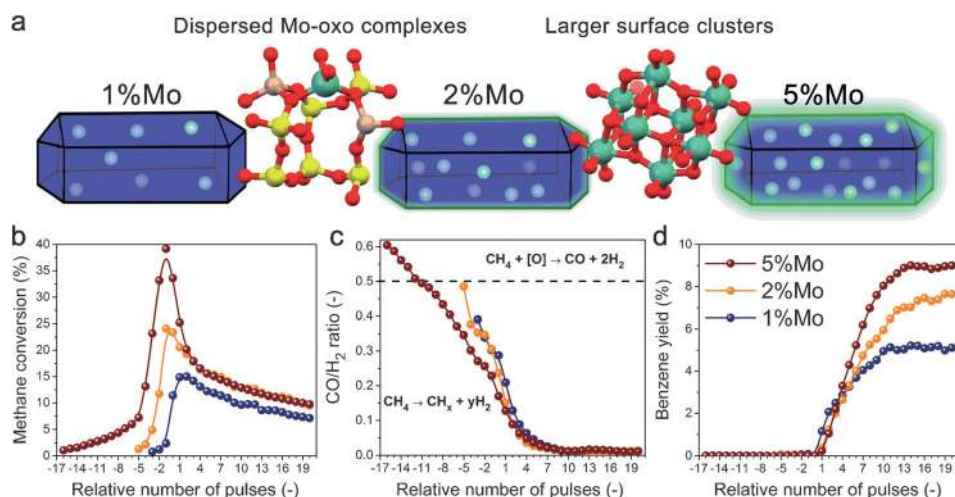 a
Dispersed Mo-oxo complexes
Larger surface clusters
1%Mo
2%Mo
5%Mo
b
Methane conversion (%)
40
35
30
25
20
15
10
5
0
-17-14-11 -8 -5 -2 1 4 7 10 13 16 19
Relative number of pulses (-)
c
CO/H2 ratio (-)
0.6
0.5
0.4
0.3
0.2
0.1
0.0
CH4 + [O] → CO + 2H2
CH4 → CHx + yH2
-17-14-11 -8 -5 -2 1 4 7 10 13 16 19
Relative number of pulses (-)
d
Benzene yield (%)
10
8
6
4
2
0
5%Mo
2%Mo
1%Mo
-17-14-11 -8 -5 -2 1 4 7 10 13 16 19
Relative number of pulses (-)